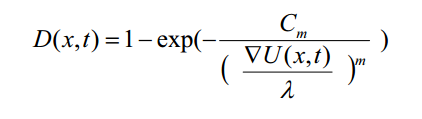 D(x,t) = 1 − exp(− C_m / ( ∇U(x,t) / λ )^m )